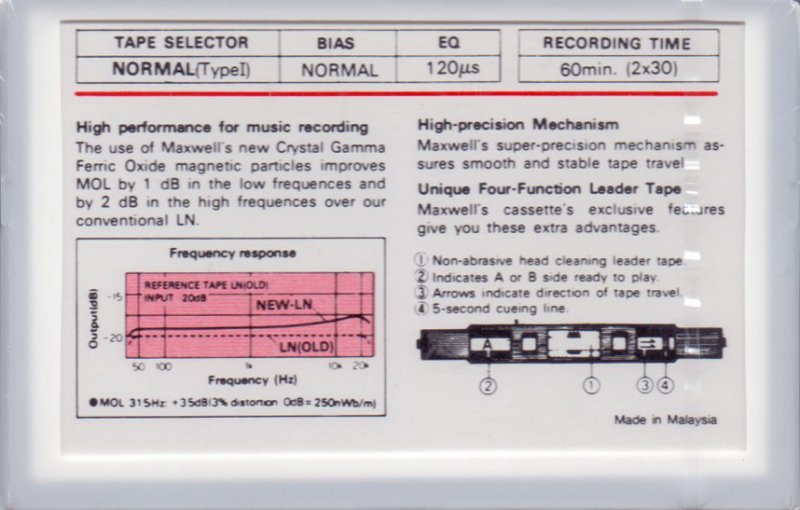 TAPE SELECTOR BIAS EQ RECORDING TIME
NORMAL(TypeI) NORMAL 120μs 60min. (2x30)
High performance for music recording
The use of Maxwell's new Crystal Gamma
Ferric Oxide magnetic particles improves
MOL by 1 dB in the low frequences and
by 2 dB in the high frequences over our
conventional LN.
Frequency response
REFERENCE TAPE LN(OLD)
INPUT 20dB
NEW-LN
LN(OLD)
Output(dB)
-15
-20
50 100 1k 10k 20k
Frequency (Hz)
●MOL 315Hz: +3.5dB(3% distortion 0dB=250nWb/m)
High-precision Mechanism
Maxwell's super-precision mechanism as-
sures smooth and stable tape travel
Unique Four-Function Leader Tape
Maxwell's cassette's exclusive features
give you these extra advantages.
① Non-abrasive head cleaning leader tape.
② Indicates A or B side ready to play.
③ Arrows indicate direction of tape travel.
④ 5-second cueing line.
A
② ① ③ ④
Made in Malaysia